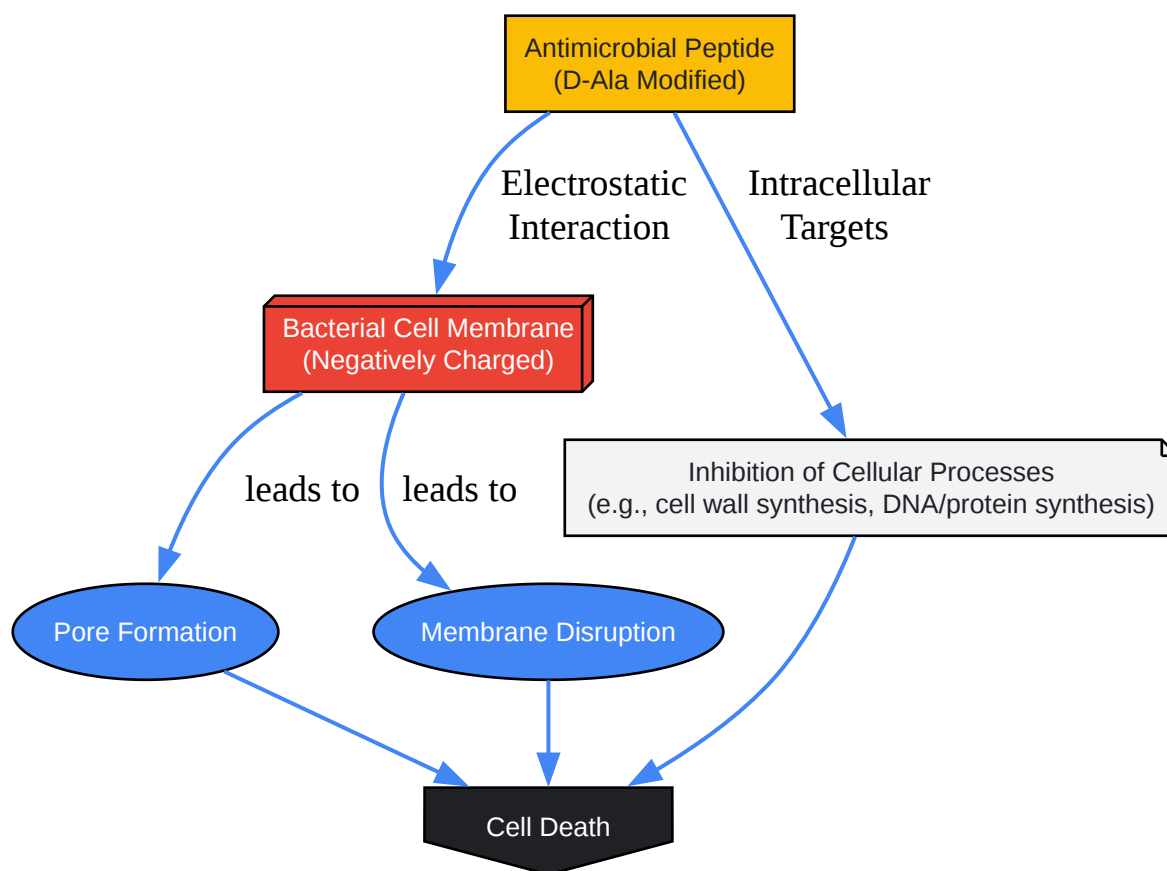 Antimicrobial Peptide
(D-Ala Modified)
Electrostatic
Interaction
Intracellular
Targets
Bacterial Cell Membrane
(Negatively Charged)
leads to
leads to
Inhibition of Cellular Processes
(e.g., cell wall synthesis, DNA/protein synthesis)
Pore Formation
Membrane Disruption
Cell Death